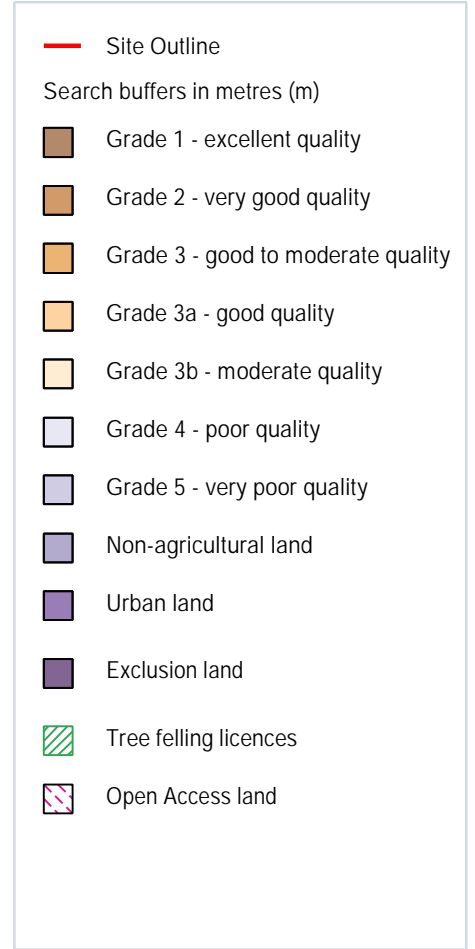 Site Outline
Search buffers in metres (m)
Grade 1 - excellent quality
Grade 2 - very good quality
Grade 3 - good to moderate quality
Grade 3a - good quality
Grade 3b - moderate quality
Grade 4 - poor quality
Grade 5 - very poor quality
Non-agricultural land
Urban land
Exclusion land
Tree felling licences
Open Access land